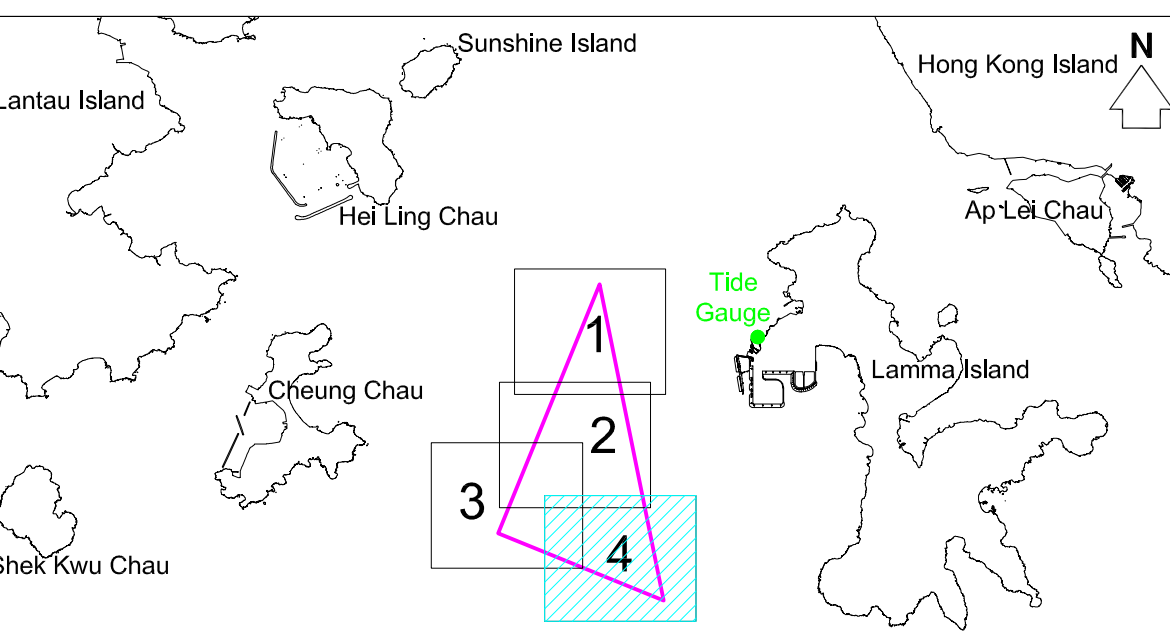 Sunshine Island
N
Hong Kong Island
Lantau Island
Hei Ling Chau
Ap Lei Chau
Tide
Gauge
1
Lamma Island
Cheung Chau
2
3
4
Shek Kwu Chau